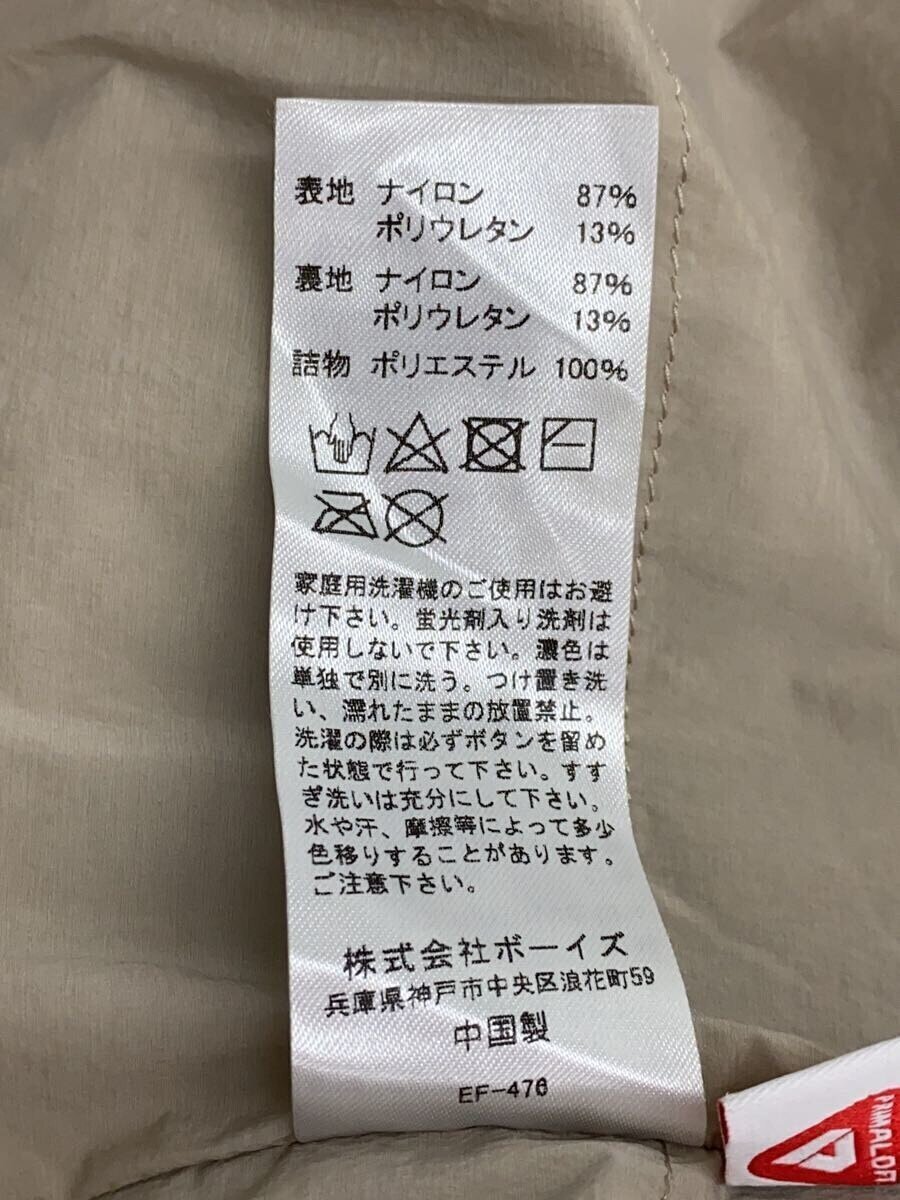 表地 ナイロン 87%
ポリウレタン 13%
裏地 ナイロン 87%
ポリウレタン 13%
詰物 ポリエステル 100%
家庭用洗濯機のご使用はお避
け下さい。蛍光剤入り洗剤は
使用しないで下さい。濃色は
単独で別に洗う。つけ置き洗
い、濡れたままの放置禁止。
洗濯の際は必ずボタンを留め
た状態で行って下さい。すす
ぎ洗いは充分にして下さい。
水や汗、摩擦等によって多少
色移りすることがあります。
ご注意下さい。
株式会社ボーイズ
兵庫県神戸市中央区浪花町59
中国製
EF-476